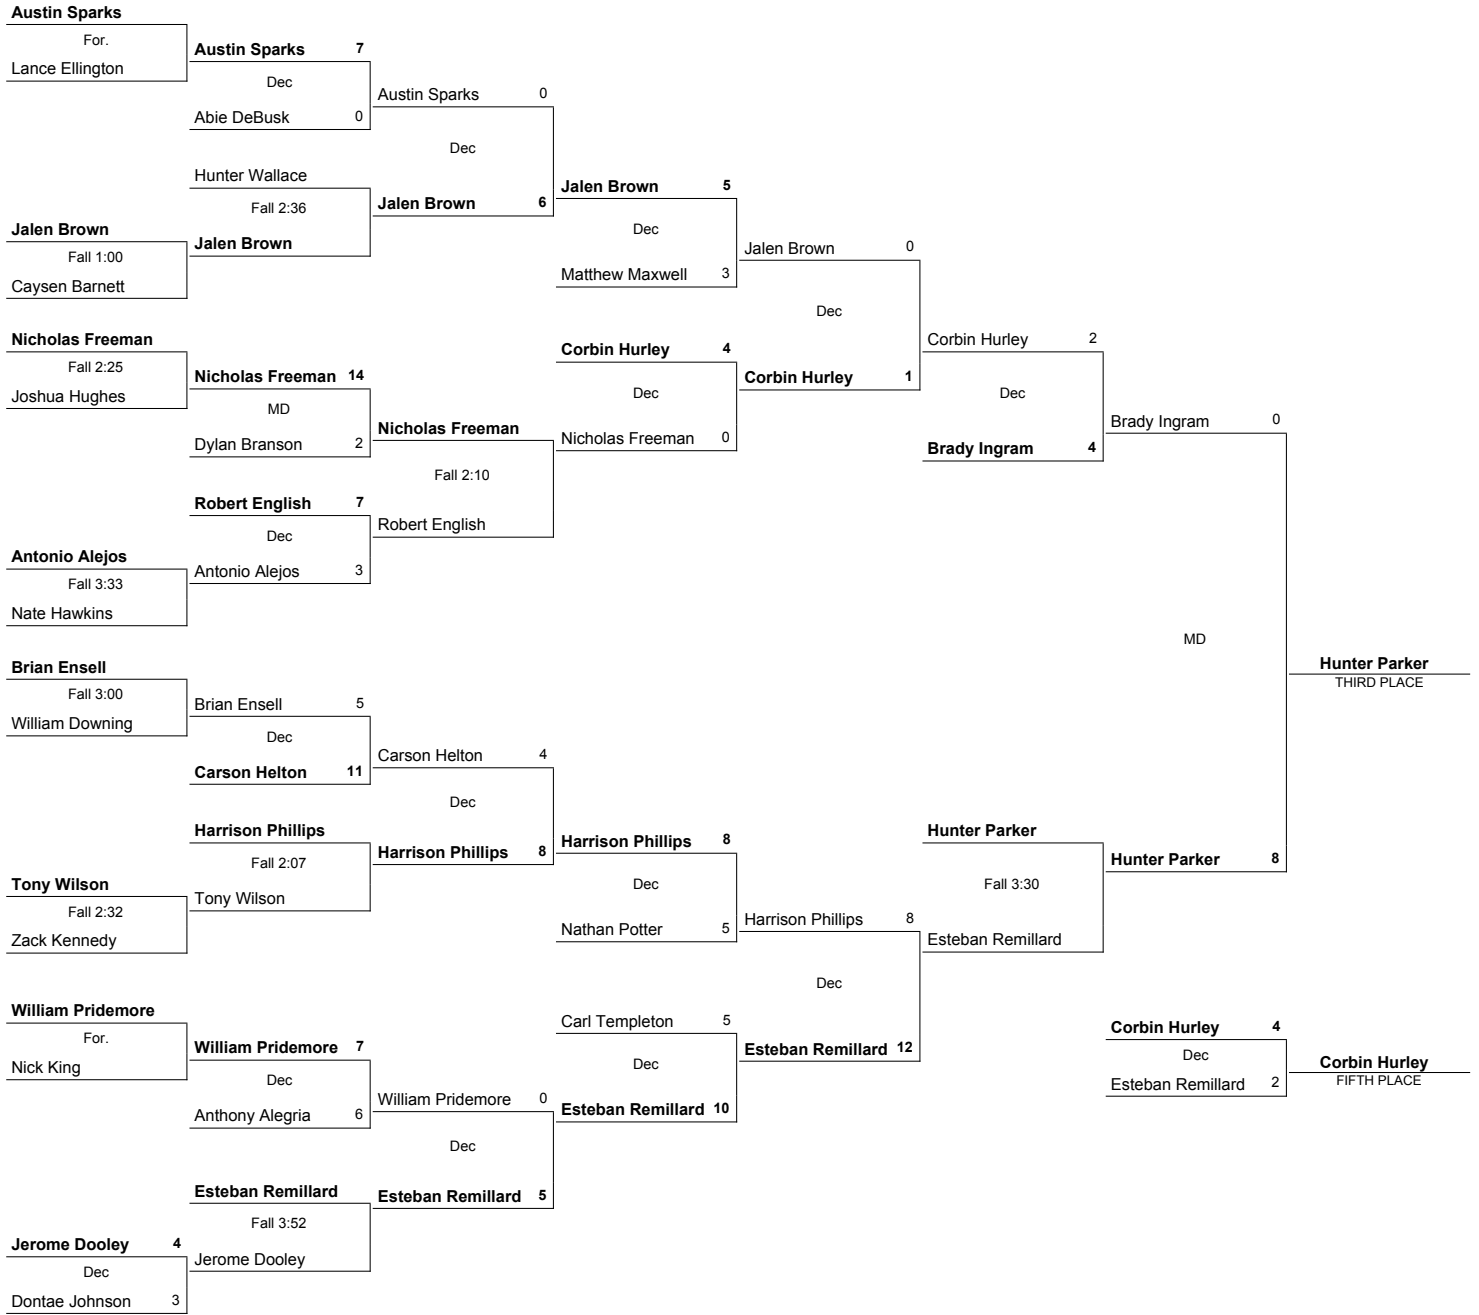 Austin Sparks
For.
Lance Ellington
Jalen Brown
Fall 1:00
Caysen Barnett
Nicholas Freeman
Fall 2:25
Joshua Hughes
Antonio Alejos
Fall 3:33
Nate Hawkins
Brian Ensell
Fall 3:00
William Downing
Tony Wilson
Fall 2:32
Zack Kennedy
William Pridemore
For.
Nick King
Jerome Dooley 4
Dec
Dontae Johnson 3
Austin Sparks 7
Dec
Abie DeBusk 0
Hunter Wallace
Fall 2:36
Jalen Brown
Nicholas Freeman 14
MD
Dylan Branson 2
Robert English 7
Dec
Antonio Alejos 3
Brian Ensell 5
Dec
Carson Helton 11
Harrison Phillips
Fall 2:07
Tony Wilson
William Pridemore 7
Dec
Anthony Alegria 6
Esteban Remillard
Fall 3:52
Jerome Dooley
Austin Sparks 0
Dec
Jalen Brown 6
Nicholas Freeman
Fall 2:10
Robert English
Carson Helton 4
Dec
Harrison Phillips 8
William Pridemore 0
Dec
Esteban Remillard 5
Jalen Brown 5
Dec
Matthew Maxwell 3
Corbin Hurley 4
Dec
Nicholas Freeman 0
Harrison Phillips 8
Dec
Nathan Potter 5
Carl Templeton 5
Dec
Esteban Remillard 10
Jalen Brown 0
Dec
Corbin Hurley 1
Harrison Phillips 8
Dec
Esteban Remillard 12
Corbin Hurley 2
Dec
Brady Ingram 4
Hunter Parker
Fall 3:30
Esteban Remillard
Brady Ingram 0
MD
Hunter Parker 8
Hunter Parker
THIRD PLACE
Corbin Hurley 4
Dec
Esteban Remillard 2
Corbin Hurley
FIFTH PLACE